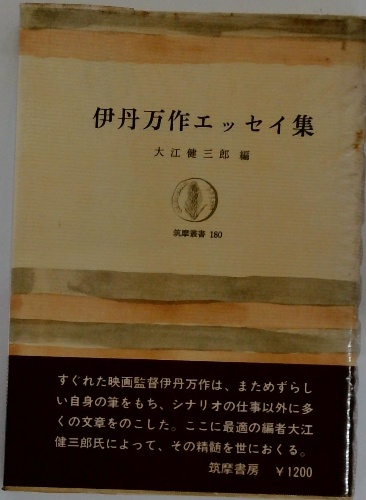 伊丹万作エッセイ集
大江健三郎 編
筑摩叢書 180
すぐれた映画監督伊丹万作は、まためずらし
い自身の筆をもち、シナリオの仕事以外に多
くの文章をのこした。ここに最適の編者大江
健三郎氏によって、その精髄を世におくる。
筑摩書房 ￥1200